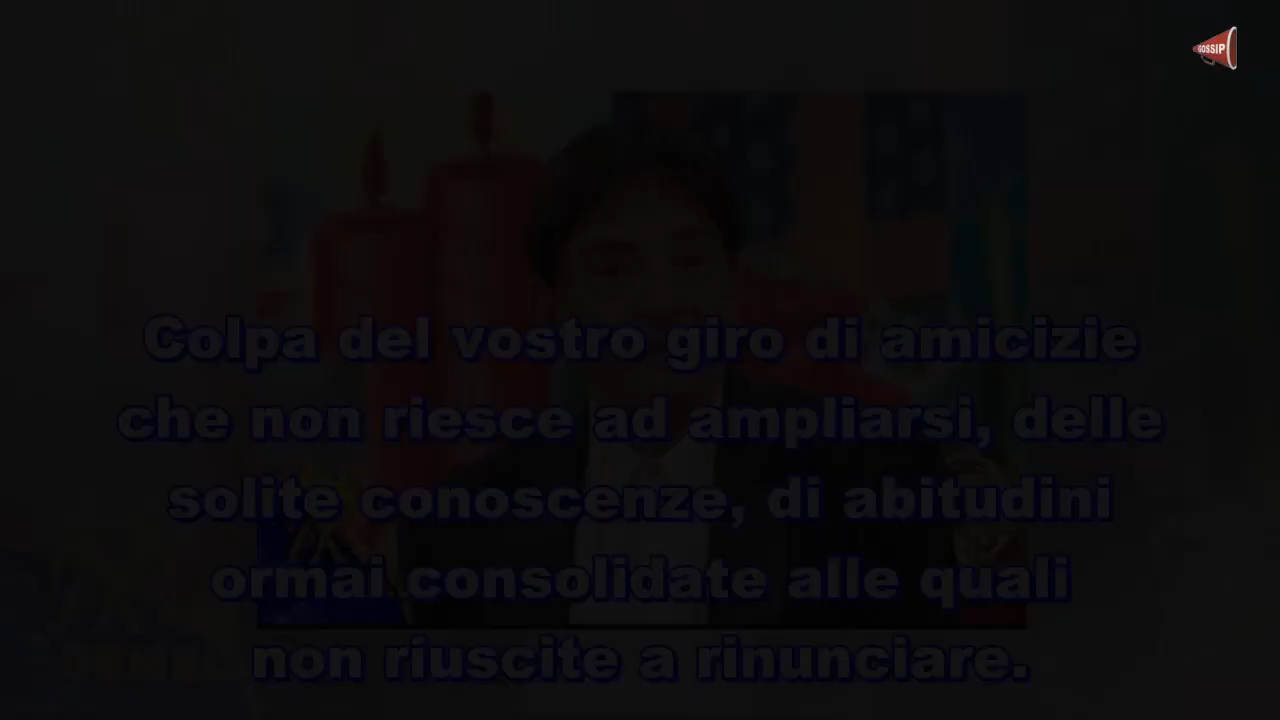 GOSSIP
Colpa del vostro giro di amicizie
che non riesce ad ampliarsi, delle
solite conoscenze, di abitudini
ormai consolidate alle quali
non riuscite a rinunciare.